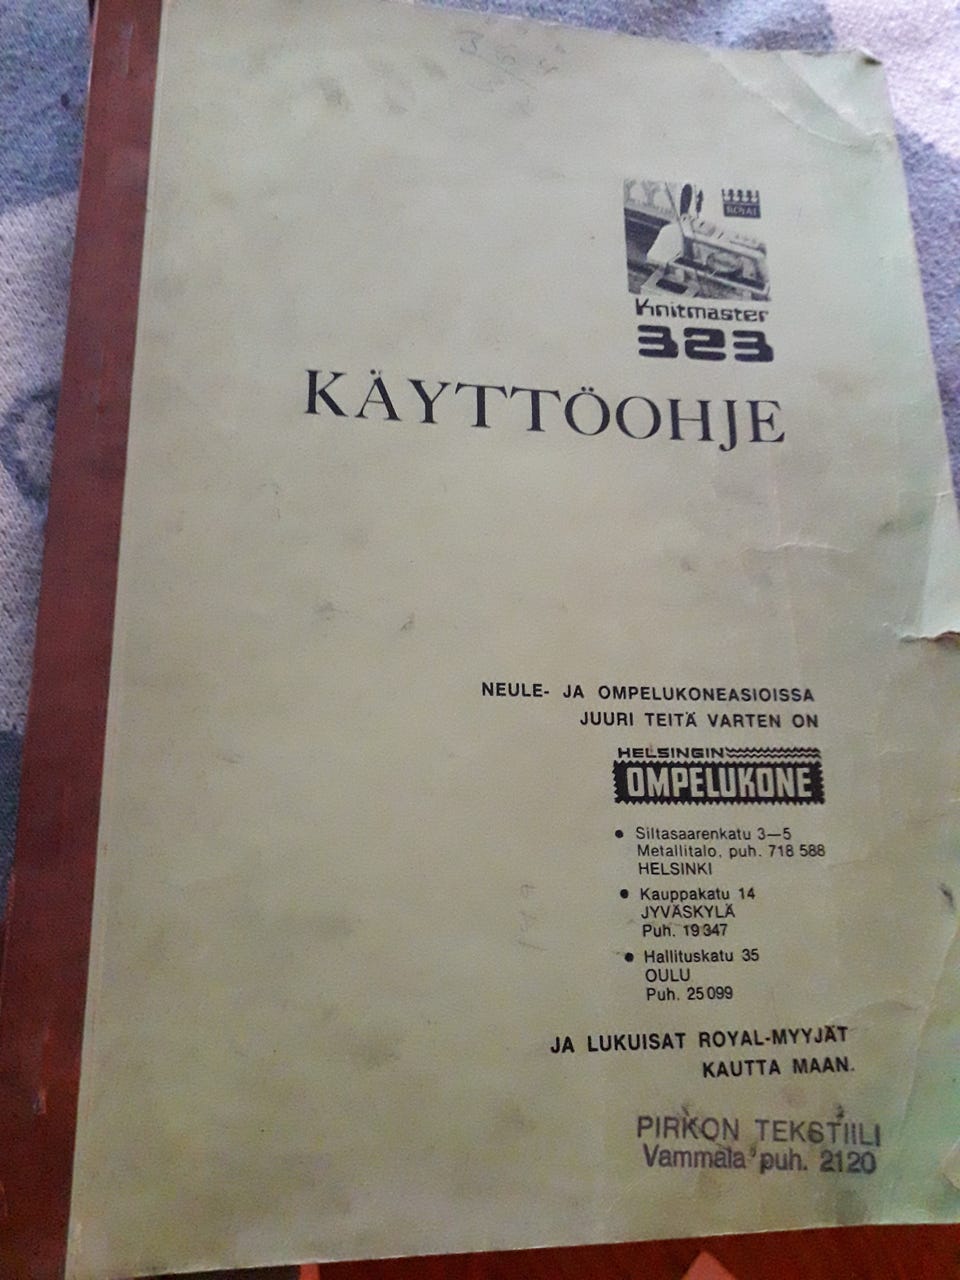 ROYAL
Knitmaster
323
KÄYTTÖOHJE
NEULE- JA OMPELUKONEASIOISSA
JUURI TEITÄ VARTEN ON
HELSINGIN
OMPELUKONE
• Siltasaarenkatu 3—5
Metallitalo, puh. 718 588
HELSINKI
• Kauppakatu 14
JYVÄSKYLÄ
Puh. 19 347
• Hallituskatu 35
OULU
Puh. 25 099
JA LUKUISAT ROYAL-MYYJÄT
KAUTTA MAAN.
PIRKON TEKSTIILI
Vammala puh. 2120